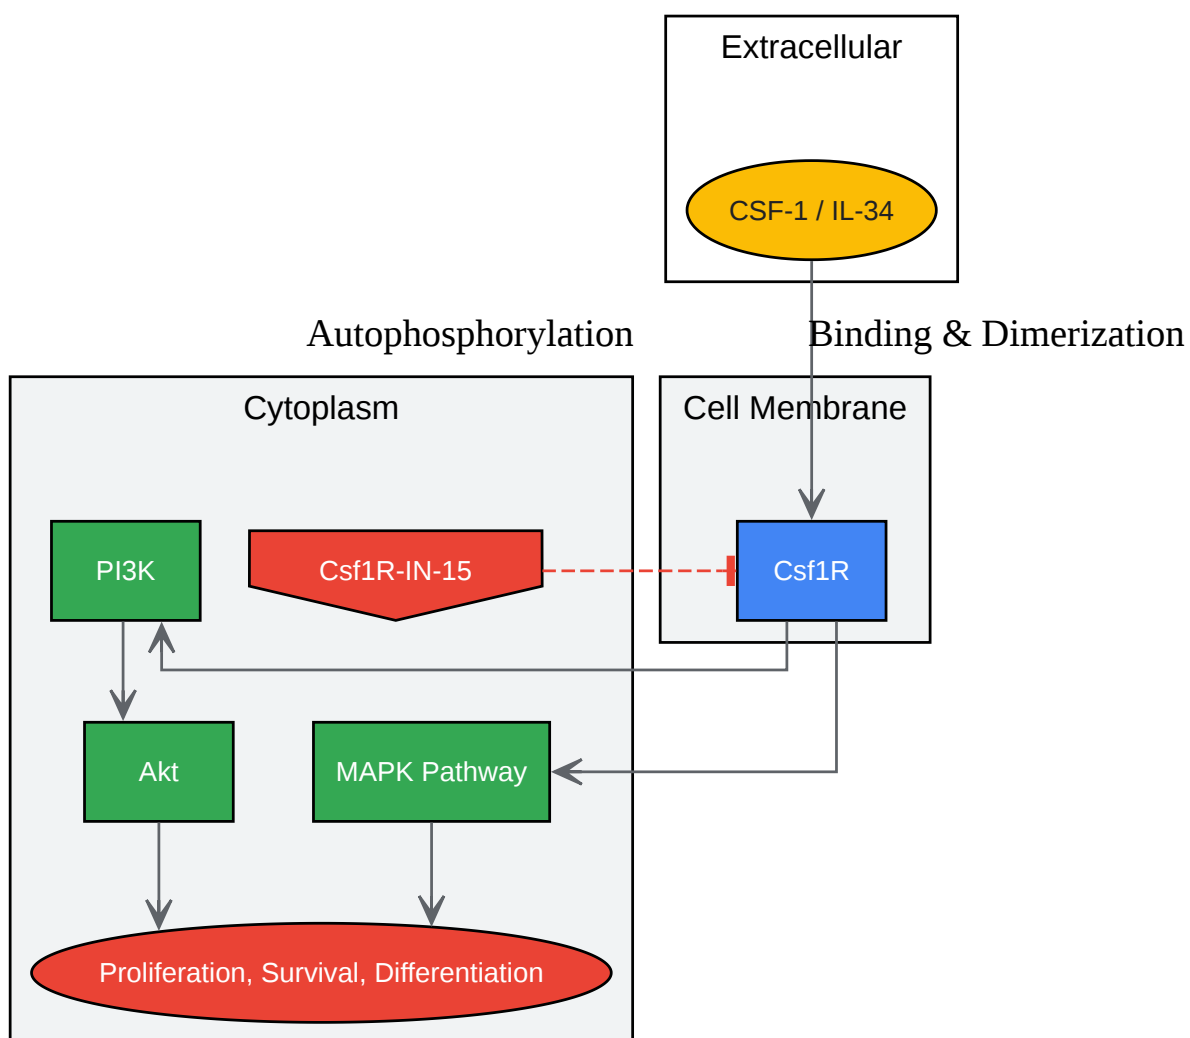 Extracellular
CSF-1 / IL-34
Autophosphorylation
Binding & Dimerization
Cytoplasm
Cell Membrane
PI3K
Csf1R-IN-15
Csf1R
Akt
MAPK Pathway
Proliferation, Survival, Differentiation